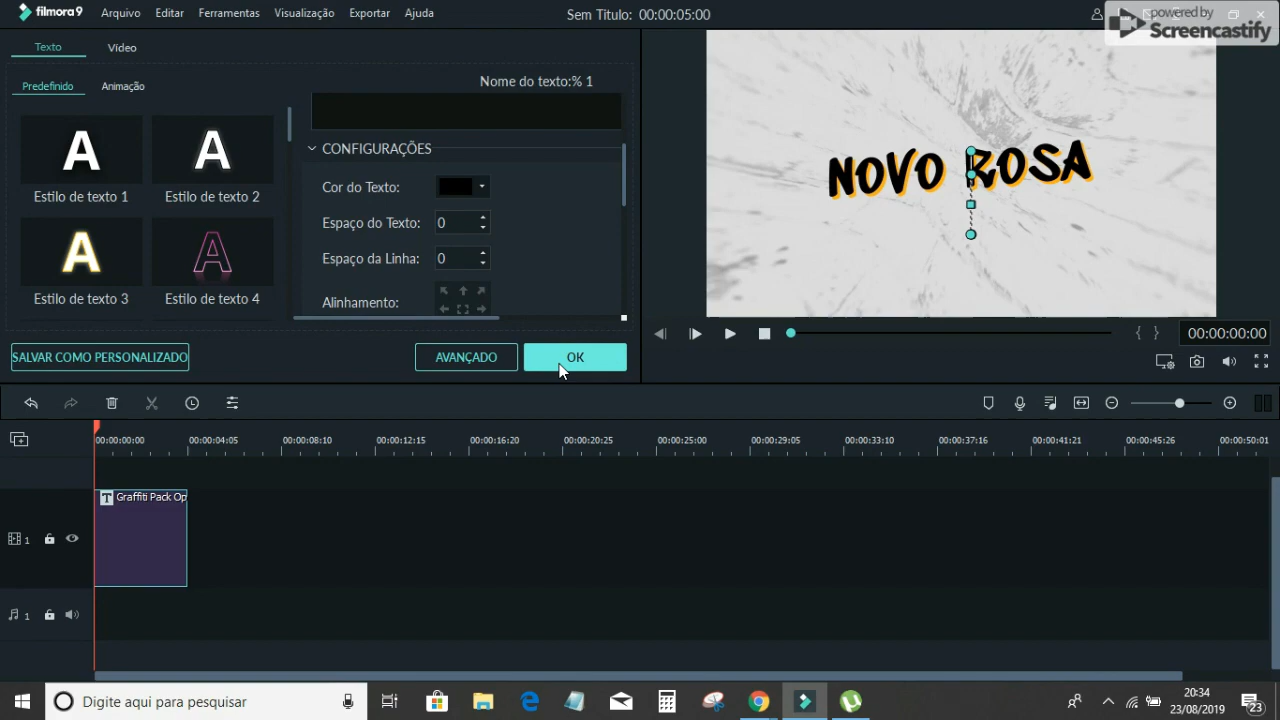 filmora9 Arquivo Editar Ferramentas Visualização Exportar Ajuda Sem Titulo: 00:00:05:00
powered by
Screencastify
Texto Vídeo
Predefinido Animação
Nome do texto:% 1
CONFIGURAÇÕES
Cor do Texto:
Espaço do Texto: 0
Espaço da Linha: 0
Alinhamento:
A A
Estilo de texto 1 Estilo de texto 2
A A
Estilo de texto 3 Estilo de texto 4
SALVAR COMO PERSONALIZADO AVANÇADO OK
NOVO ROSA
{ } 00:00:00:00
00:00:00:00 00:00:04:05 00:00:08:10 00:00:12:15 00:00:16:20 00:00:20:25 00:00:25:00 00:00:29:05 00:00:33:10 00:00:37:16 00:00:41:21 00:00:45:26 00:00:50:01
T Graffiti Pack Op
1
1
Digite aqui para pesquisar
20:34
23/08/2019
23